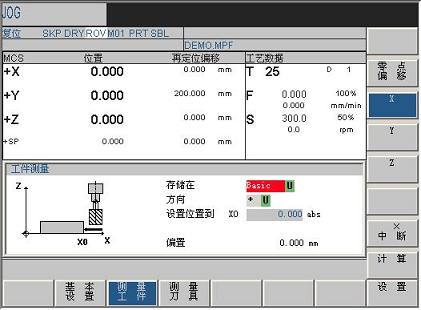 JOG
复位 SKP DRY ROV M01 PRT SBL
DEMO.MPF
MCS 位置 再定位偏移 工艺数据
+X 0.000 0.000 mm T 25 D 1
+Y 0.000 200.000 mm F 0.000 100%
0.000 mm/min
+Z 0.000 0.000 mm S 300.0 50%
0.0 rpm
+SP 0.000 0.000 mm
工件测量
存储在 Basic U
方向 + U
设置位置到 X0 0.000 abs
偏置 0.000 mm
Z
X0 X
零点偏移
X
Y
Z
×
中断
计算
设置
基本设置
测量工件
测量刀具